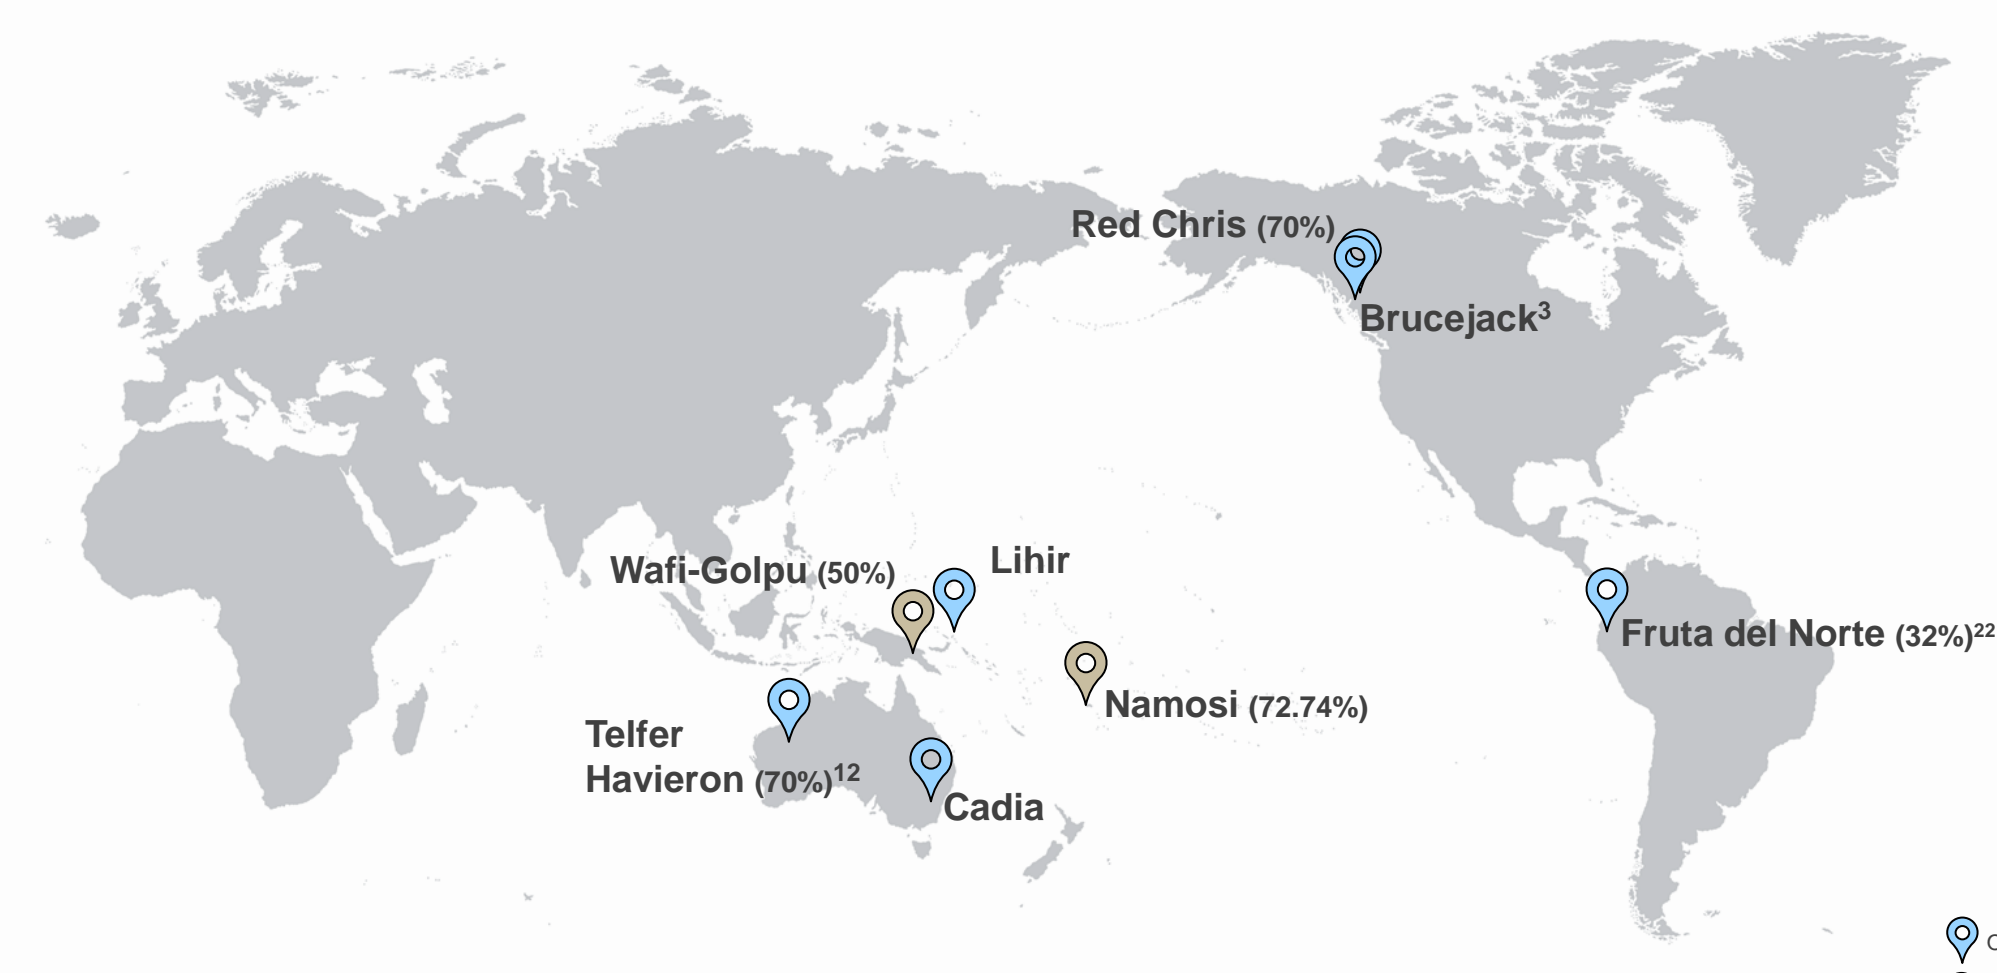 Red Chris (70%)
Brucejack³
Lihir
Wafi-Golpu (50%)
Fruta del Norte (32%)²²
Namosi (72.74%)
Telfer
Havieron (70%)¹²
Cadia